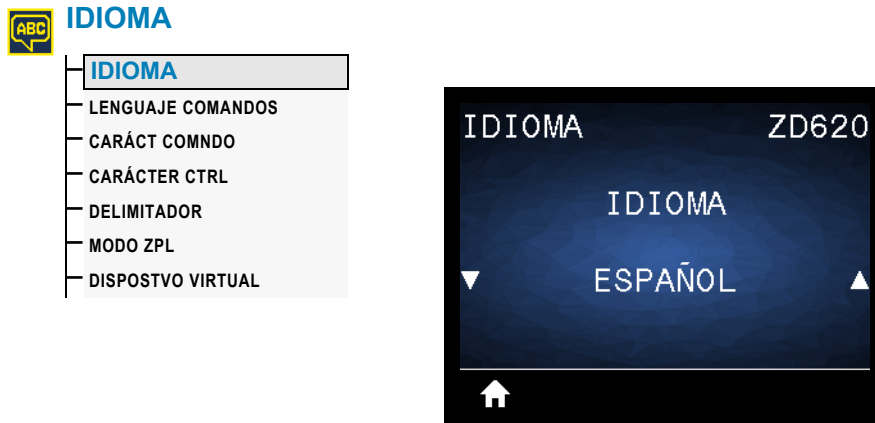 ABC
IDIOMA
IDIOMA
LENGUAJE COMANDOS
CARÁCT COMNDO
CARÁCTER CTRL
DELIMITADOR
MODO ZPL
DISPOSTVO VIRTUAL
IDIOMA ZD620
IDIOMA
ESPAÑOL